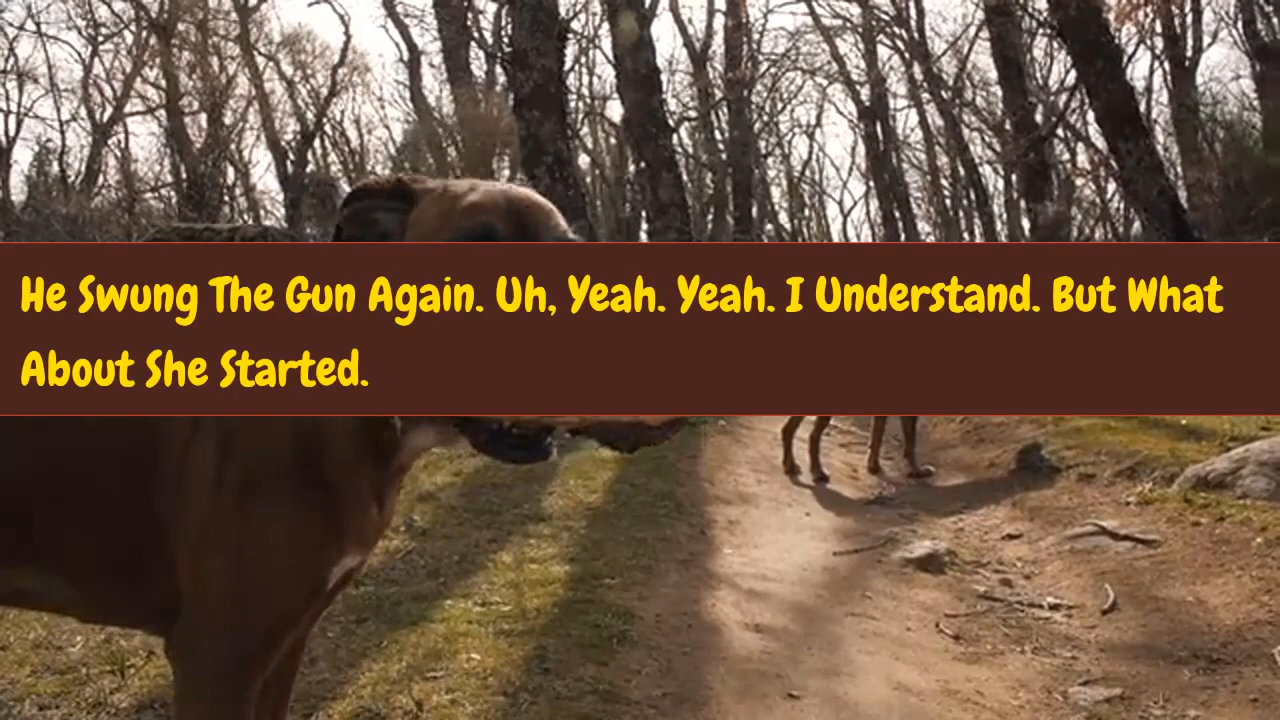 He Swung The Gun Again. Uh, Yeah. Yeah. I Understand. But What
About She Started.